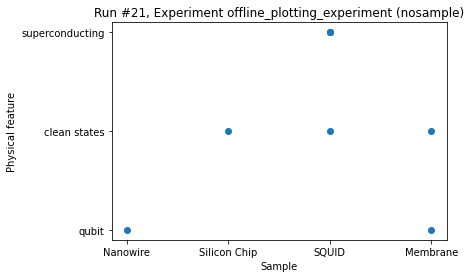 Run #21, Experiment offline_plotting_experiment (nosample)
superconducting
clean states
qubit
Physical feature
Nanowire Silicon Chip SQUID Membrane
Sample